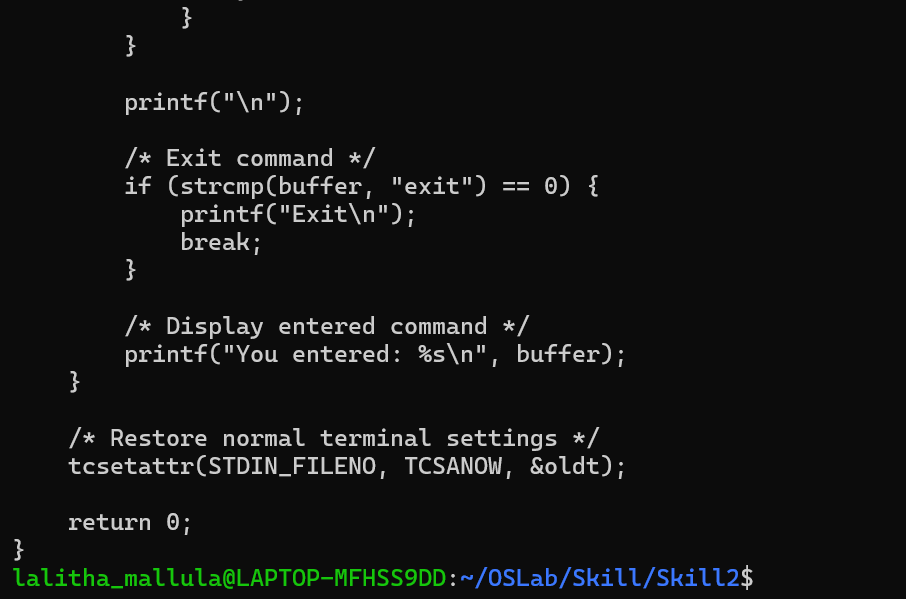 }
        }

        printf("\n");

        /* Exit command */
        if (strcmp(buffer, "exit") == 0) {
            printf("Exit\n");
            break;
        }

        /* Display entered command */
        printf("You entered: %s\n", buffer);
    }

    /* Restore normal terminal settings */
    tcsetattr(STDIN_FILENO, TCSANOW, &oldt);

    return 0;
}
lalitha_mallula@LAPTOP-MFHSS9DD:~/OSLab/Skill/Skill2$